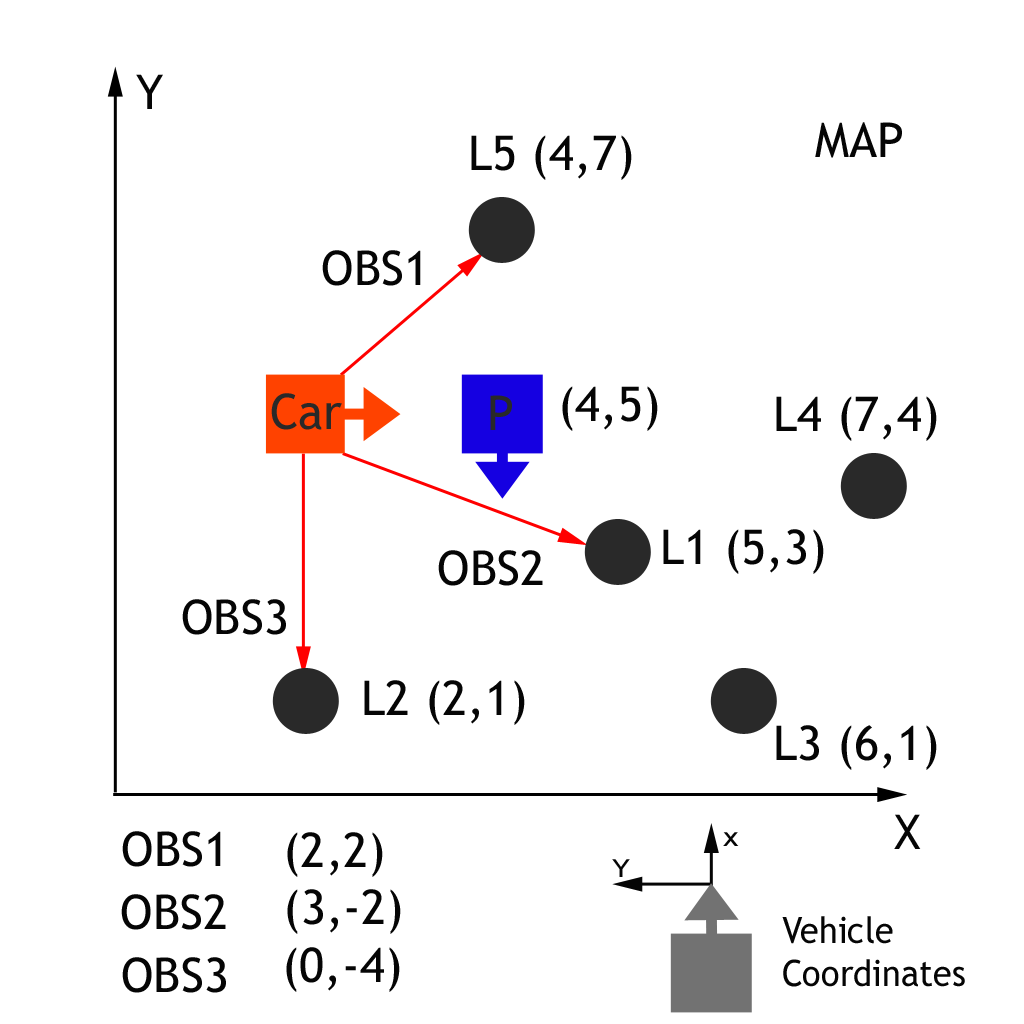 Y
MAP
L5 (4,7)
OBS1
Car
P
(4,5)
L4 (7,4)
OBS2
L1 (5,3)
OBS3
L2 (2,1)
L3 (6,1)
X
OBS1 (2,2)
OBS2 (3,-2)
OBS3 (0,-4)
x
Y
Vehicle
Coordinates